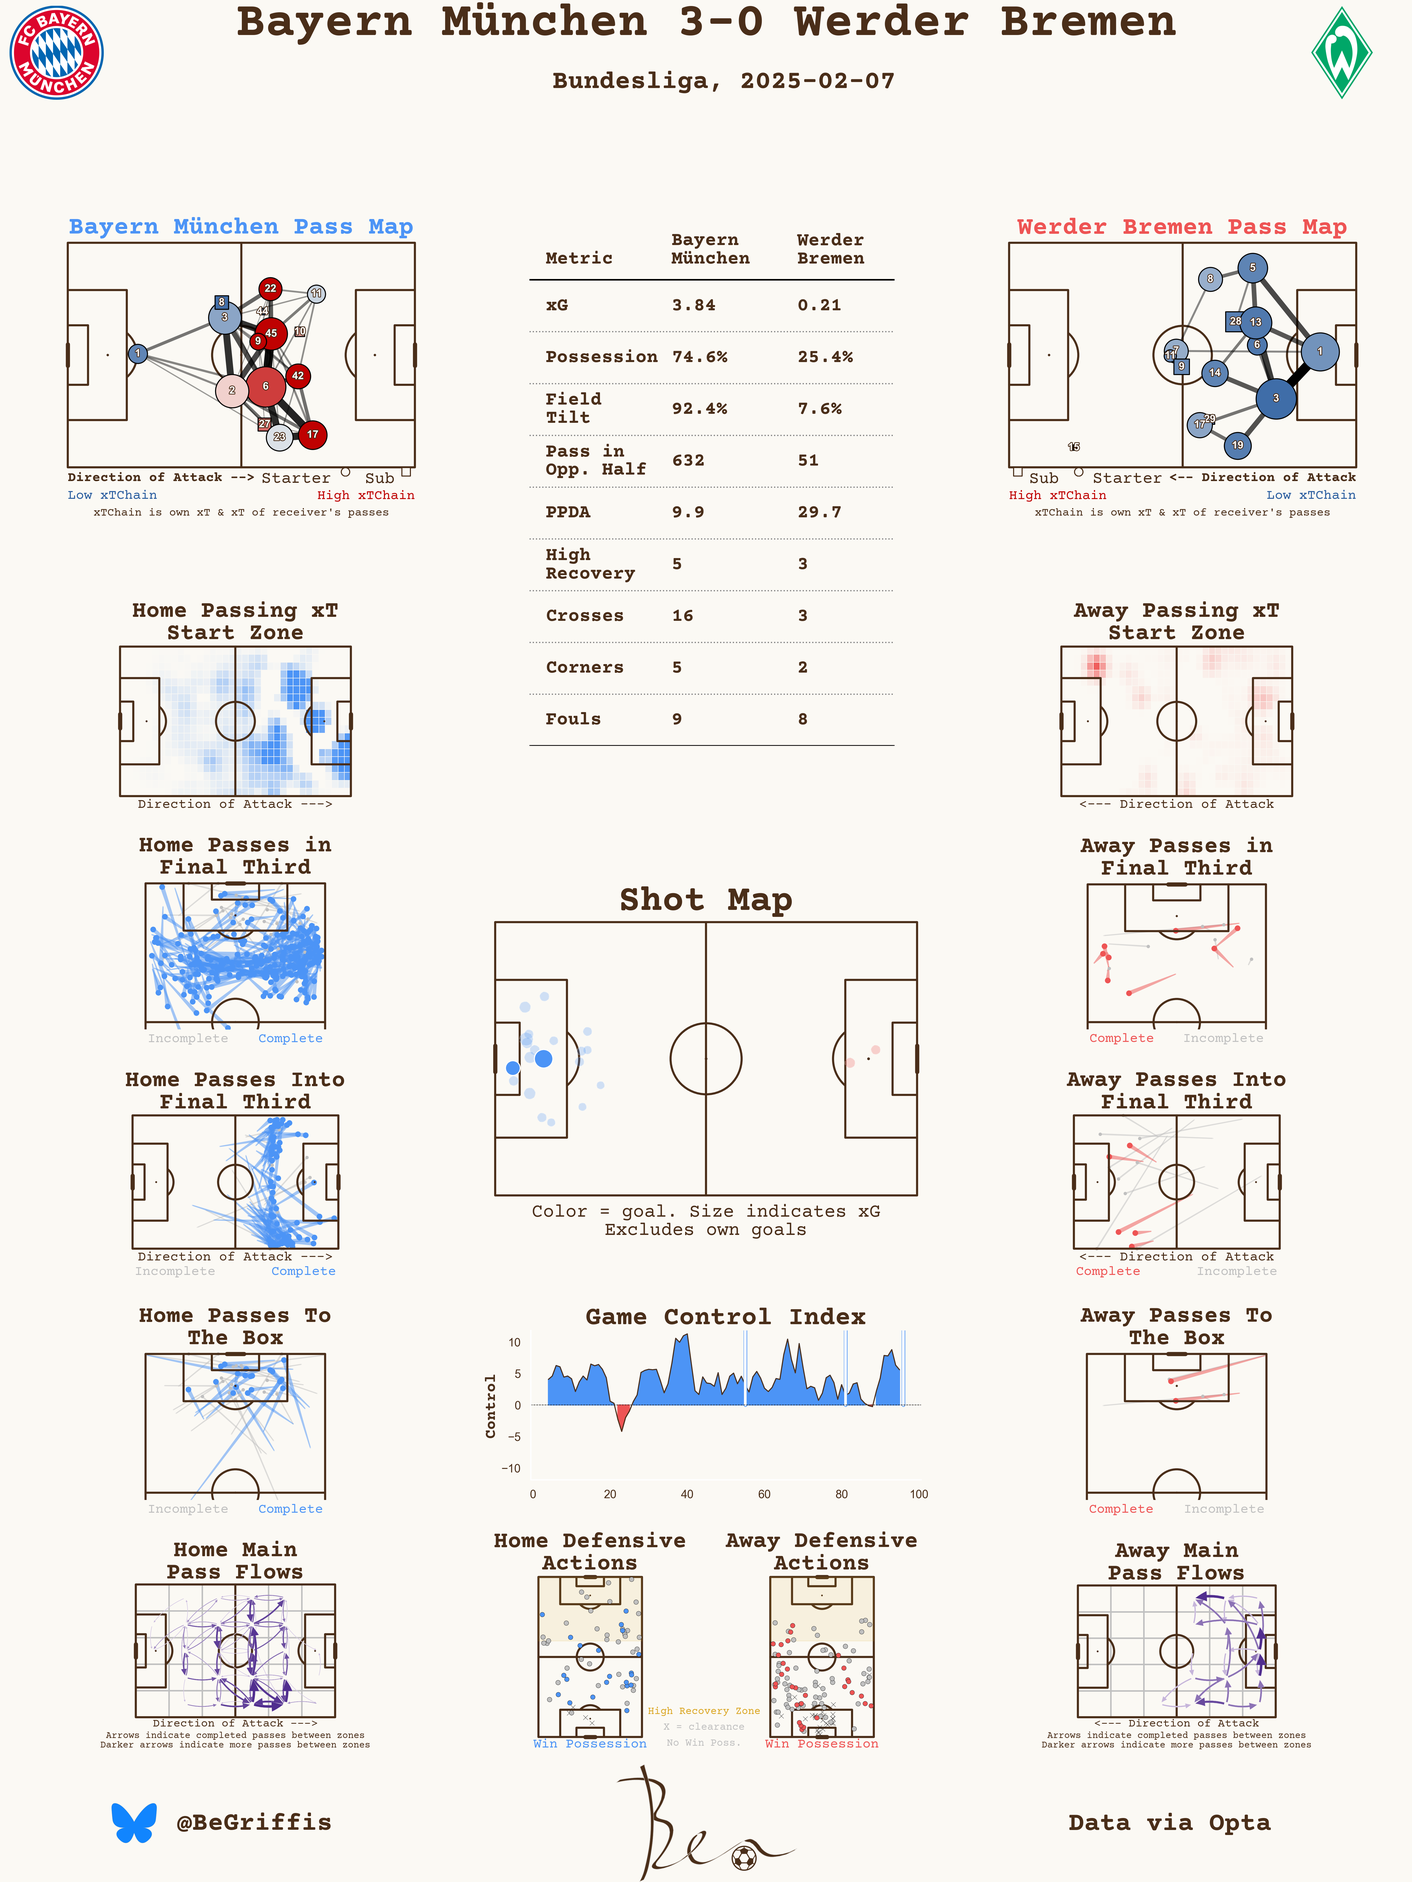 Bayern München 3-0 Werder Bremen
Bundesliga, 2025-02-07
FC BAYERN
MÜNCHEN
W
Bayern München Pass Map
8
22
11
3
44
45
10
9
1
42
2
6
27
23
17
Direction of Attack --> Starter Sub
Low xTChain High xTChain
xTChain is own xT & xT of receiver's passes
Metric Bayern München Werder Bremen
xG 3.84 0.21
Possession 74.6% 25.4%
Field Tilt 92.4% 7.6%
Pass in Opp. Half 632 51
PPDA 9.9 29.7
High Recovery 5 3
Crosses 16 3
Corners 5 2
Fouls 9 8
Werder Bremen Pass Map
5
8
28
13
6
7
11
9
1
14
3
29
17
19
15
Sub Starter <-- Direction of Attack
High xTChain Low xTChain
xTChain is own xT & xT of receiver's passes
Home Passing xT
Start Zone
Direction of Attack --->
Away Passing xT
Start Zone
<--- Direction of Attack
Home Passes in
Final Third
Incomplete Complete
Away Passes in
Final Third
Complete Incomplete
Shot Map
Color = goal. Size indicates xG
Excludes own goals
Home Passes Into
Final Third
Direction of Attack --->
Incomplete Complete
Away Passes Into
Final Third
<--- Direction of Attack
Complete Incomplete
Home Passes To
The Box
Incomplete Complete
Game Control Index
Control
10
5
0
−5
−10
0 20 40 60 80 100
Away Passes To
The Box
Complete Incomplete
Home Main
Pass Flows
Direction of Attack --->
Arrows indicate completed passes between zones
Darker arrows indicate more passes between zones
Home Defensive
Actions
Win Possession
High Recovery Zone
X = clearance
No Win Poss.
Away Defensive
Actions
Win Possession
Away Main
Pass Flows
<--- Direction of Attack
Arrows indicate completed passes between zones
Darker arrows indicate more passes between zones
@BeGriffis
Ben
Data via Opta